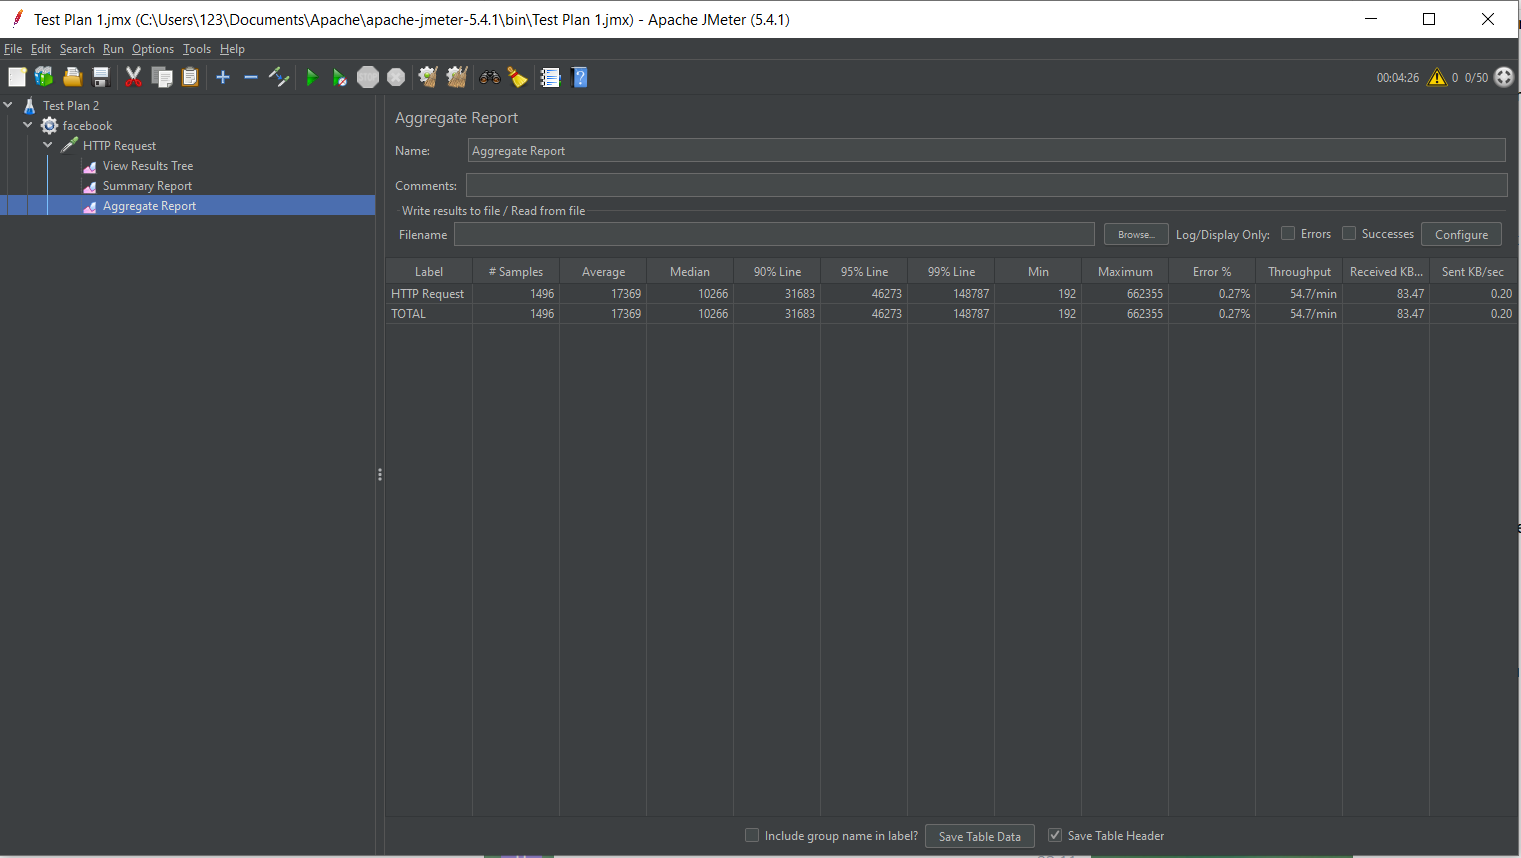 Test Plan 1.jmx (C:\Users\123\Documents\Apache\apache-jmeter-5.4.1\bin\Test Plan 1.jmx) - Apache JMeter (5.4.1)
File Edit Search Run Options Tools Help
00:04:26 0 0/50
Test Plan 2
facebook
HTTP Request
View Results Tree
Summary Report
Aggregate Report
Aggregate Report
Name: Aggregate Report
Comments:
Write results to file / Read from file
Filename Browse... Log/Display Only: Errors Successes Configure
Label # Samples Average Median 90% Line 95% Line 99% Line Min Maximum Error % Throughput Received KB... Sent KB/sec
HTTP Request 1496 17369 10266 31683 46273 148787 192 662355 0.27% 54.7/min 83.47 0.20
TOTAL 1496 17369 10266 31683 46273 148787 192 662355 0.27% 54.7/min 83.47 0.20
Include group name in label? Save Table Data Save Table Header